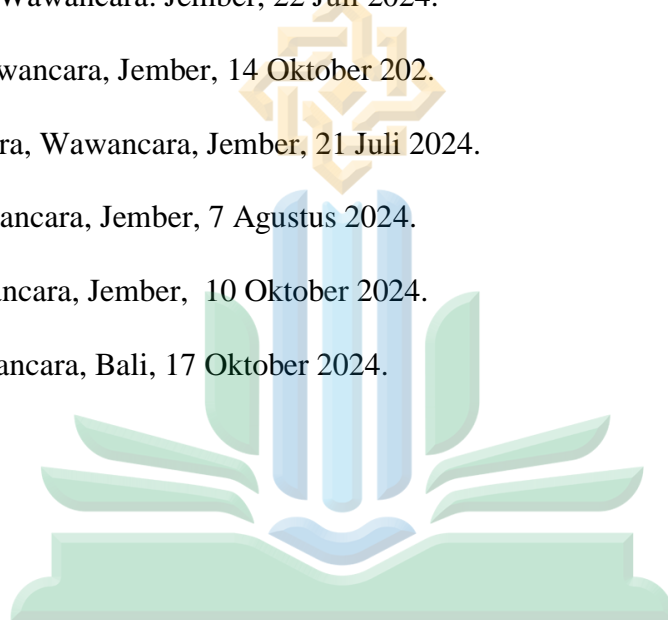 Wawancara. Jember, 22 Juli 2024.
wancara, Jember, 14 Oktober 202.
ra, Wawancara, Jember, 21 Juli 2024.
ancara, Jember, 7 Agustus 2024.
ncara, Jember, 10 Oktober 2024.
ancara, Bali, 17 Oktober 2024.